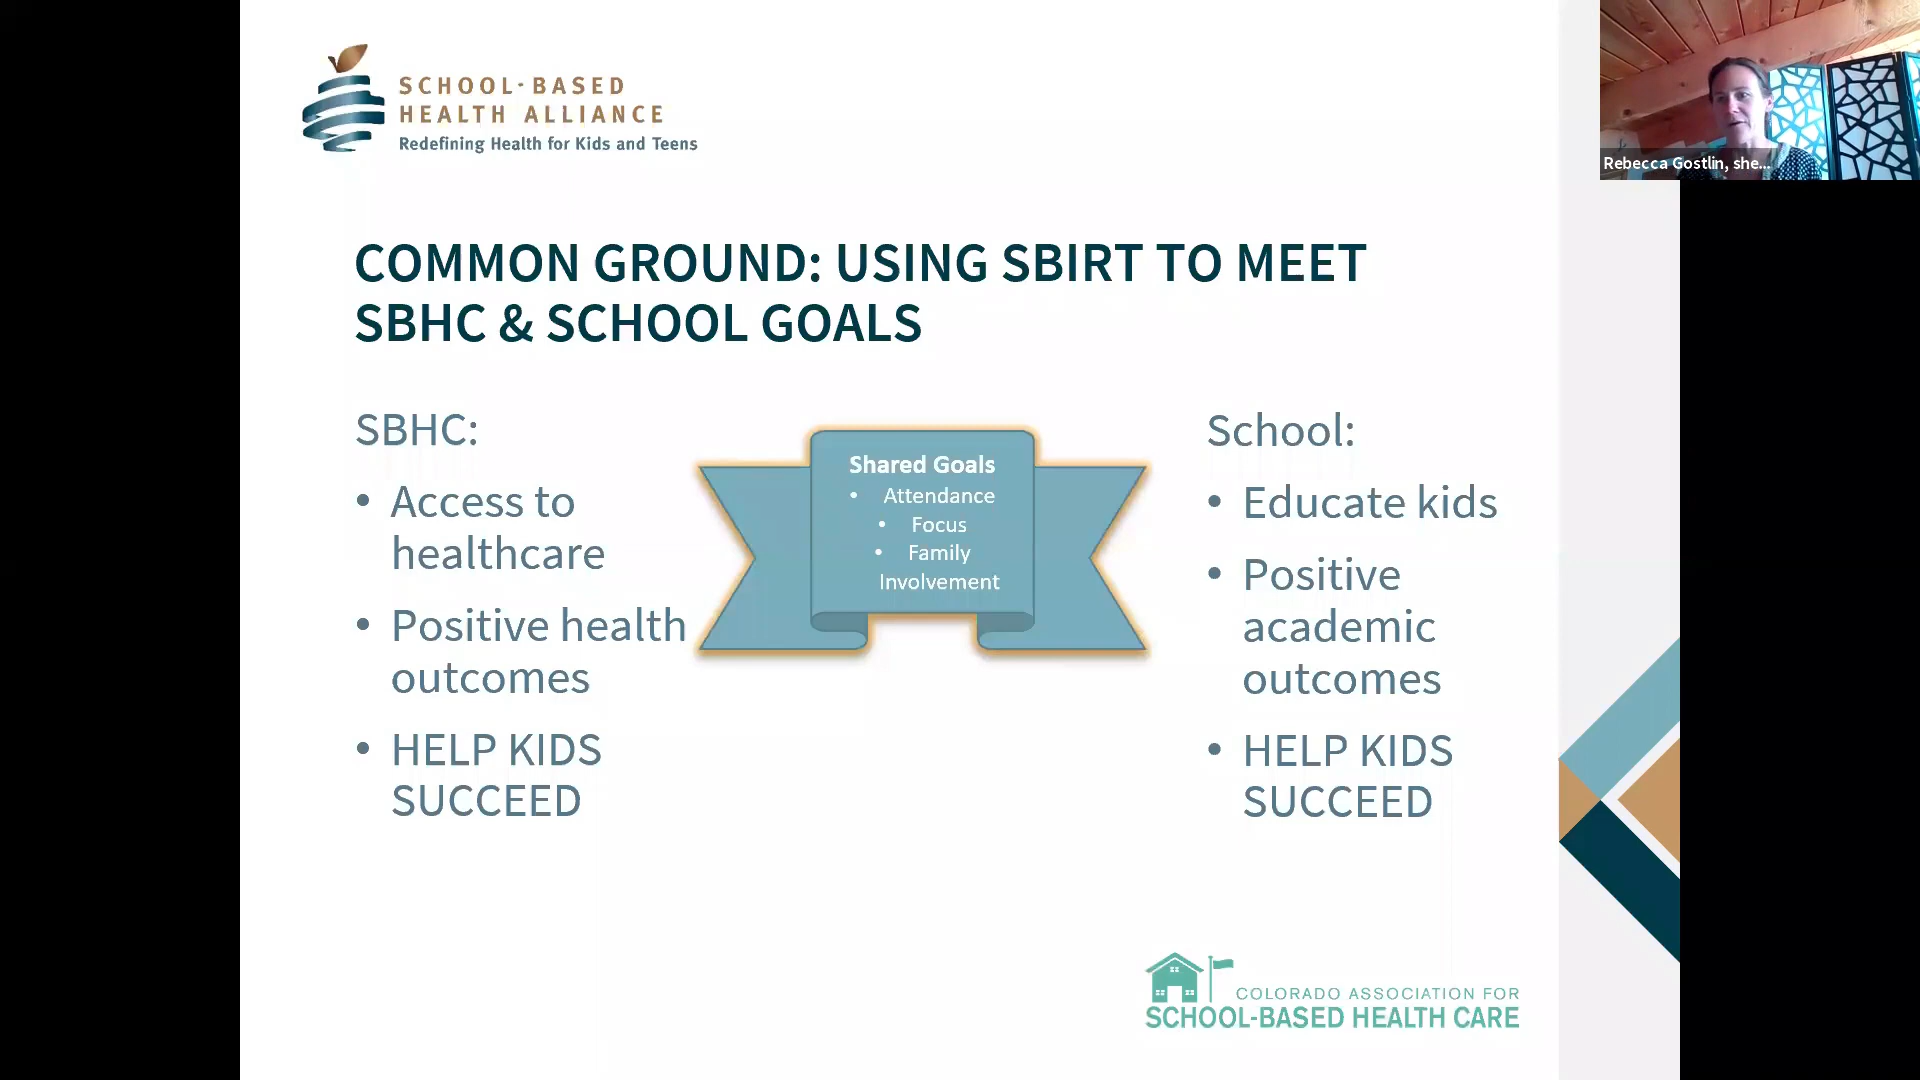 SCHOOL-BASED
HEALTH ALLIANCE
Redefining Health for Kids and Teens
Rebecca Gostlin, she...
COMMON GROUND: USING SBIRT TO MEET
SBHC & SCHOOL GOALS
SBHC:
• Access to
healthcare
• Positive health
outcomes
• HELP KIDS
SUCCEED
Shared Goals
• Attendance
• Focus
• Family
Involvement
School:
• Educate kids
• Positive
academic
outcomes
• HELP KIDS
SUCCEED
COLORADO ASSOCIATION FOR
SCHOOL-BASED HEALTH CARE